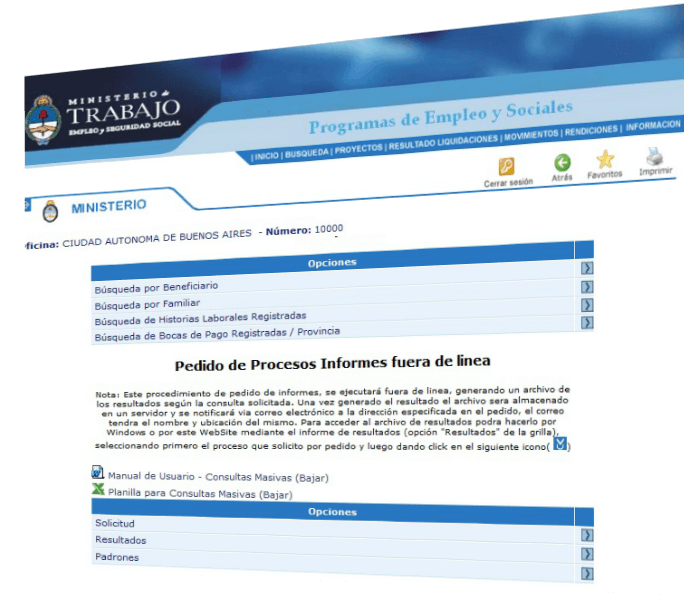 MINISTERIO de
TRABAJO
EMPLEO y SEGURIDAD SOCIAL
Programas de Empleo y Sociales
| INICIO | BUSQUEDA | PROYECTOS | RESULTADO LIQUIDACIONES | MOVIMIENTOS | RENDICIONES | INFORMACION
Cerrar sesión
Atrás
Favoritos
Imprimir
MINISTERIO
ficina: CIUDAD AUTONOMA DE BUENOS AIRES - Número: 10000
Opciones
Búsqueda por Beneficiario
Búsqueda por Familiar
Búsqueda de Historias Laborales Registradas
Búsqueda de Bocas de Pago Registradas / Provincia
Pedido de Procesos Informes fuera de linea
Nota: Este procedimiento de pedido de informes, se ejecutará fuera de linea, generando un archivo de
los resultados según la consulta solicitada. Una vez generado el resultado el archivo sera almacenado
en un servidor y se notificará via correo electrónico a la dirección especificada en el pedido, el correo
tendra el nombre y ubicación del mismo. Para acceder al archivo de resultados podra hacerlo por
Windows o por este WebSite mediante el informe de resultados (opción "Resultados" de la grilla),
seleccionando primero el proceso que solicito por pedido y luego dando click en el siguiente icono( )
Manual de Usuario - Consultas Masivas (Bajar)
Planilla para Consultas Masivas (Bajar)
Opciones
Solicitud
Resultados
Padrones